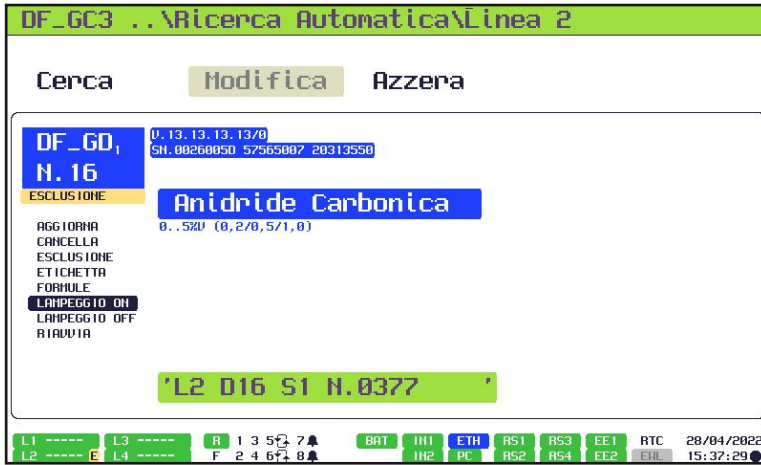 DF_GC3 ..\Ricerca Automatica\Linea 2
Cerca Modifica Azzera
DF_GD1
N.16
ESCLUSIONE
V.13.13.13.13/0
SN.0026005D 57565007 20313550
Anidride Carbonica
0..5%V (0,2/0,5/1,0)
AGGIORNA
CANCELLA
ESCLUSIONE
ETICHETTA
FORMULE
LAMPEGGIO ON
LAMPEGGIO OFF
RIAVVIA
'L2 D16 S1 N.0377 '
L1 ----- L3 ----- R 1 3 5 7 BAT IN1 ETH RS1 RS3 EE1 RTC 28/04/2022
L2 ----- E L4 ----- F 2 4 6 8 IN2 PC RS2 RS4 EE2 EWL 15:37:29